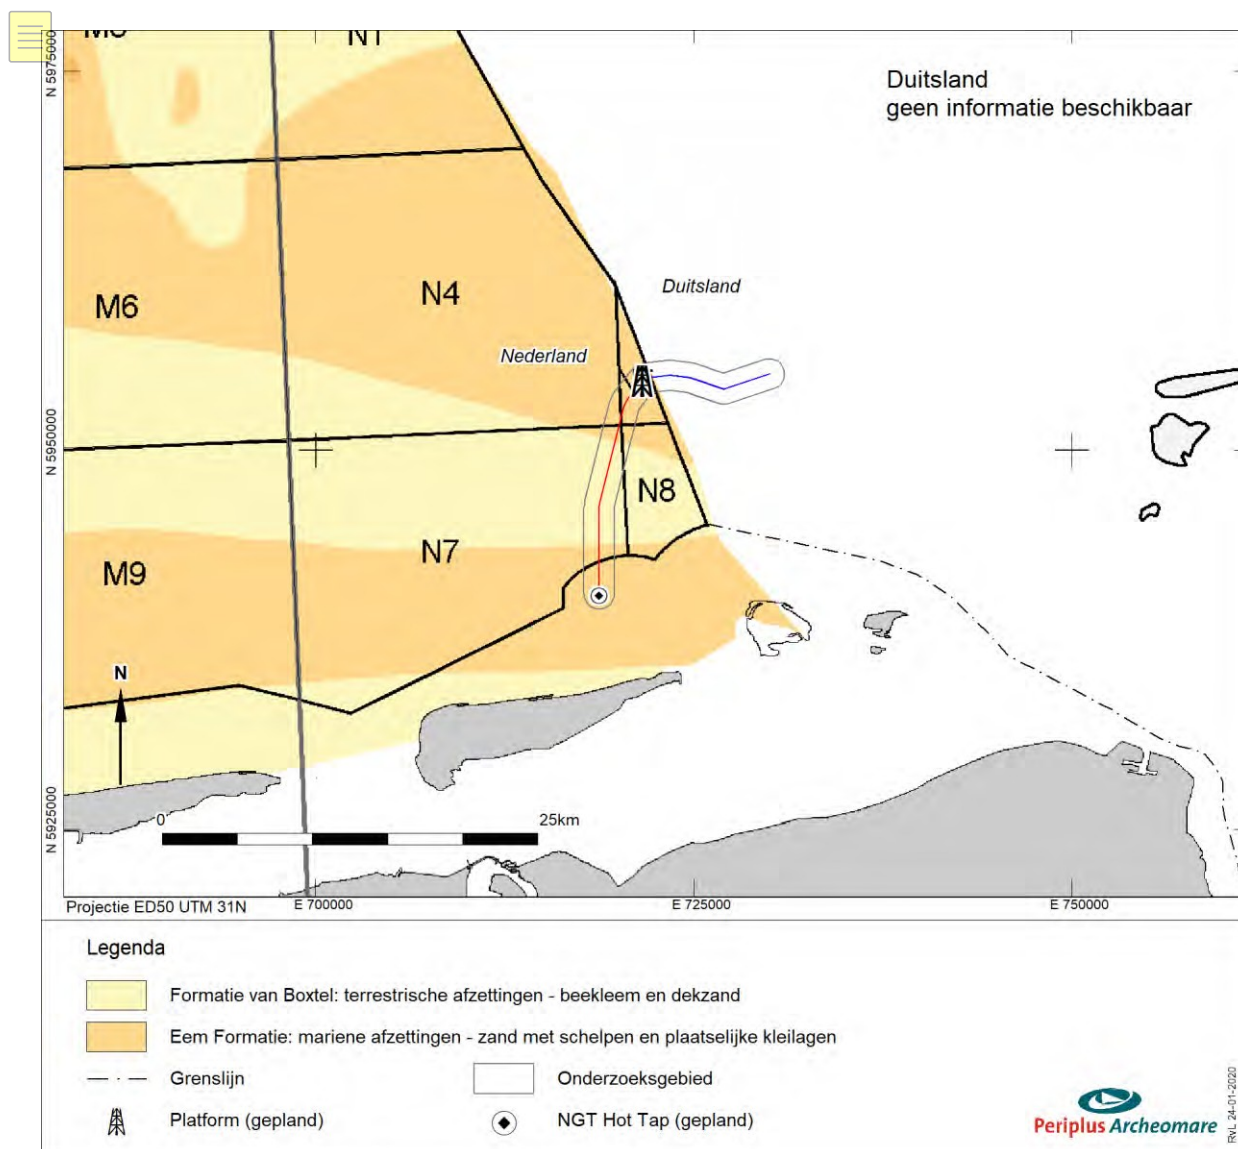 M3
N1
N 5975000
Duitsland
geen informatie beschikbaar
M6
N4
Duitsland
Nederland
N 5950000
N8
N7
M9
N
0
25km
N 5925000
Projectie ED50 UTM 31N
E 700000
E 725000
E 750000
Legenda
Formatie van Boxtel: terrestrische afzettingen - beekleem en dekzand
Eem Formatie: mariene afzettingen - zand met schelpen en plaatselijke kleilagen
Grenslijn
Onderzoeksgebied
Platform (gepland)
NGT Hot Tap (gepland)
Periplus Archeomare
RvL 24-01-2020